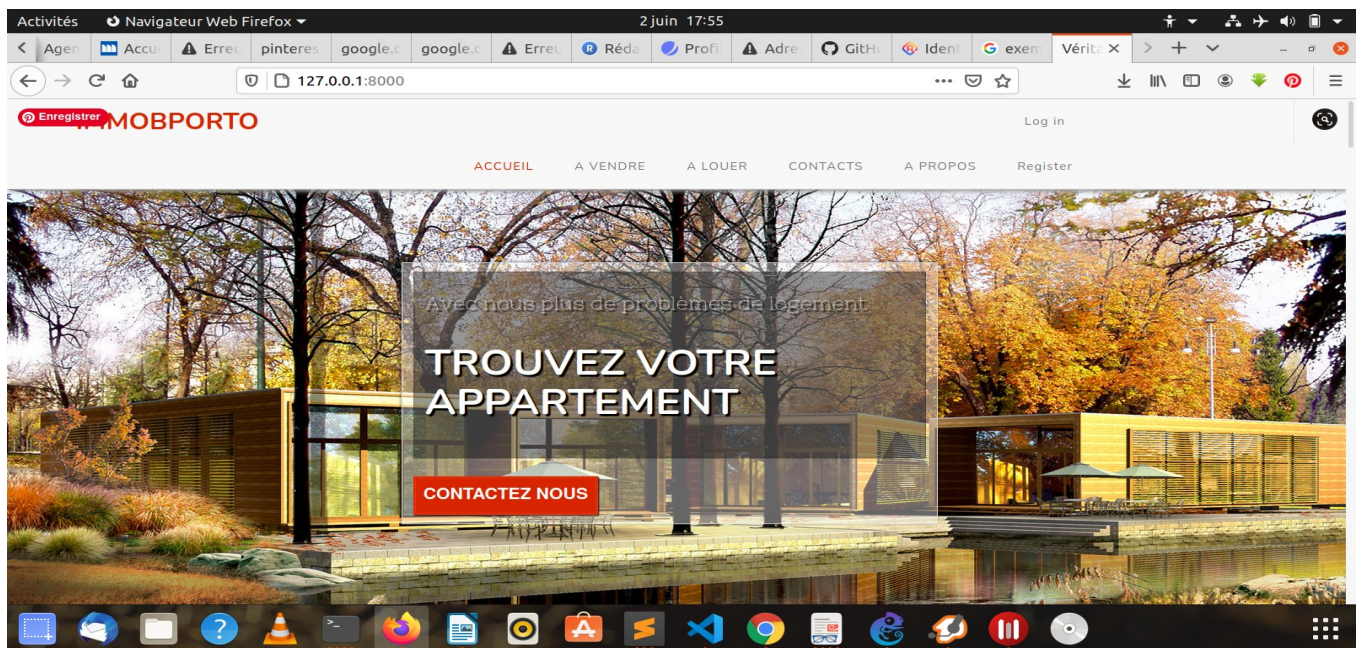 Activités Navigateur Web Firefox 2 juin 17:55
Agen Accu Erreu pinteres google.c google.c Erreu Réda Profi Adre GitHu Ident exem Vérita
127.0.0.1:8000
Enregistrer MOBPORTO Log in
ACCUEIL A VENDRE A LOUER CONTACTS A PROPOS Register
Avec nous plus de problèmes de logement
TROUVEZ VOTRE
APPARTEMENT
CONTACTEZ NOUS